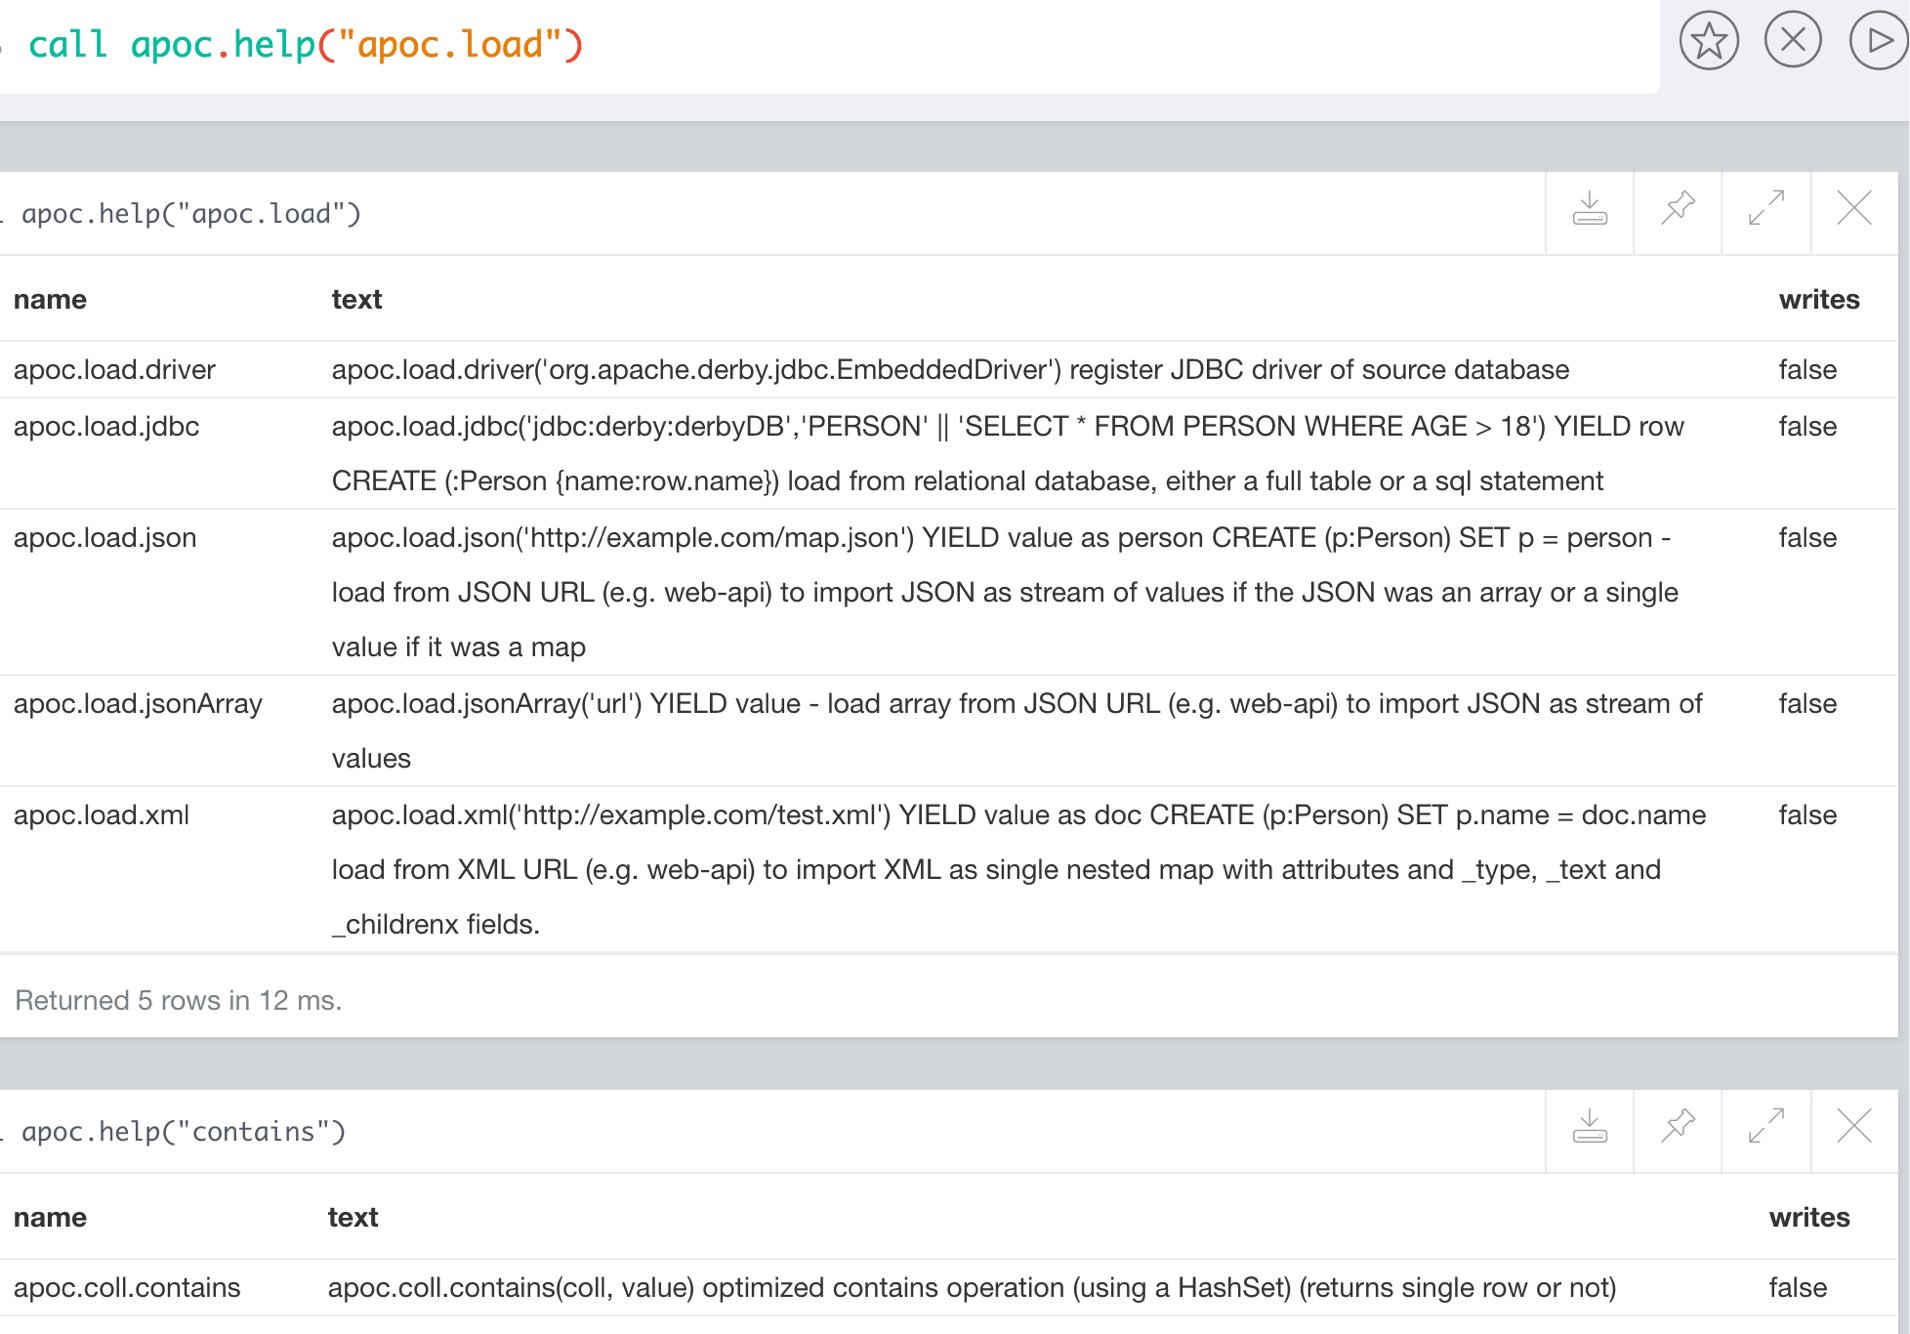 call apoc.help("apoc.load")
apoc.help("apoc.load")
name text writes
apoc.load.driver apoc.load.driver('org.apache.derby.jdbc.EmbeddedDriver') register JDBC driver of source database false
apoc.load.jdbc apoc.load.jdbc('jdbc:derby:derbyDB','PERSON' || 'SELECT * FROM PERSON WHERE AGE > 18') YIELD row false
CREATE (:Person {name:row.name}) load from relational database, either a full table or a sql statement
apoc.load.json apoc.load.json('http://example.com/map.json') YIELD value as person CREATE (p:Person) SET p = person - false
load from JSON URL (e.g. web-api) to import JSON as stream of values if the JSON was an array or a single
value if it was a map
apoc.load.jsonArray apoc.load.jsonArray('url') YIELD value - load array from JSON URL (e.g. web-api) to import JSON as stream of false
values
apoc.load.xml apoc.load.xml('http://example.com/test.xml') YIELD value as doc CREATE (p:Person) SET p.name = doc.name false
load from XML URL (e.g. web-api) to import XML as single nested map with attributes and _type, _text and
_childrenx fields.
Returned 5 rows in 12 ms.
apoc.help("contains")
name text writes
apoc.coll.contains apoc.coll.contains(coll, value) optimized contains operation (using a HashSet) (returns single row or not) false